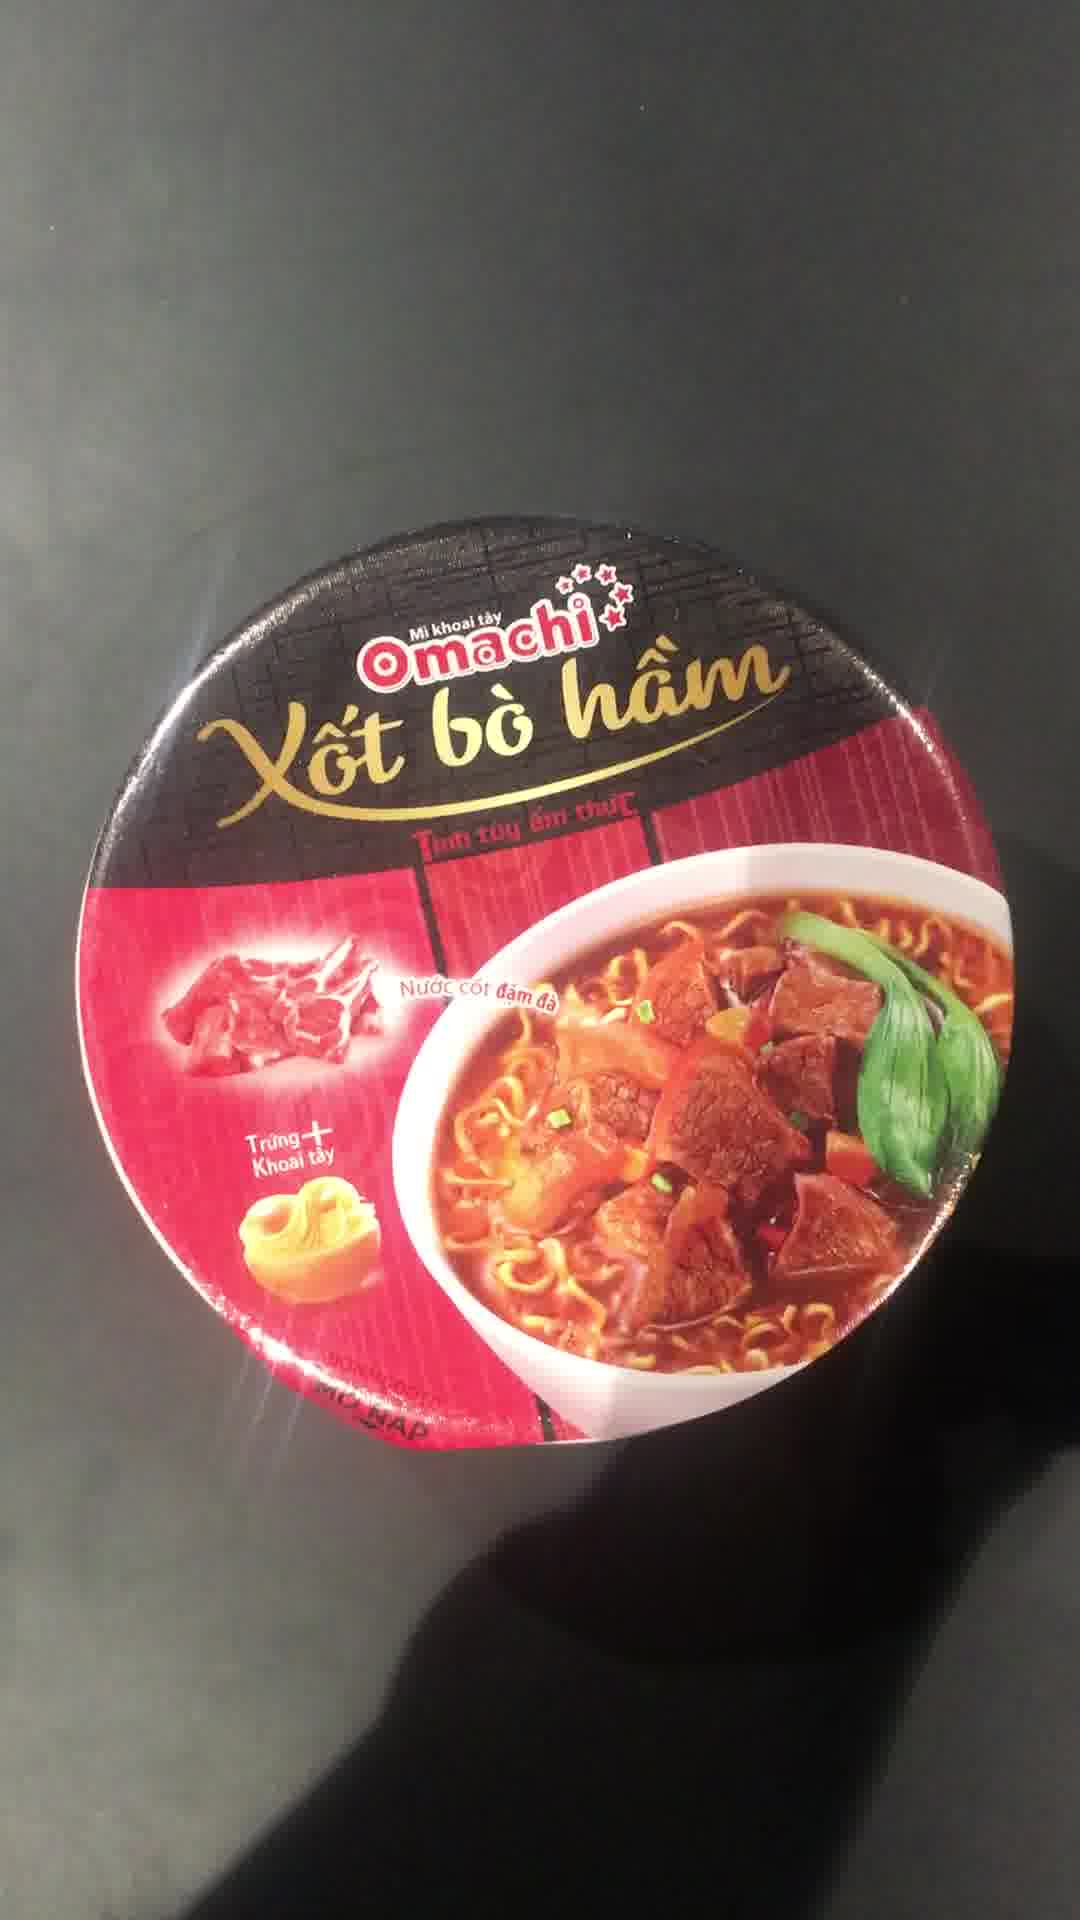 Mì khoai tây
Omachi
Xốt bò hầm
Tinh túy ẩm thực
Nước cốt đậm đà
Trứng +
Khoai tây
MỞ NẮP